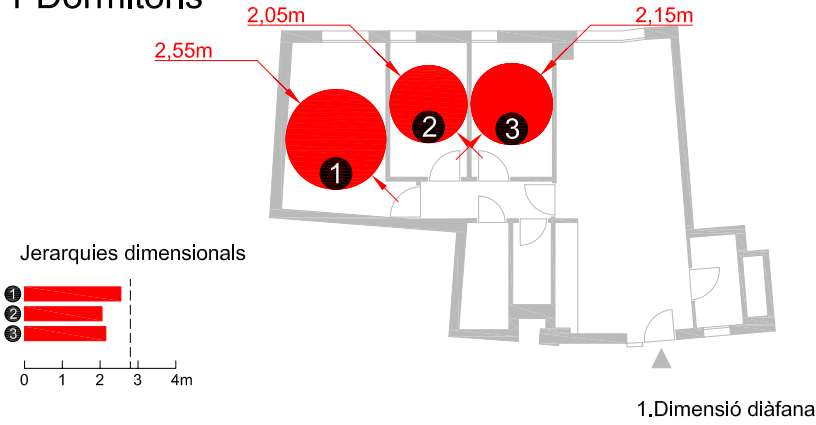 Dormitoris
2,05m
2,15m
2,55m
1
2
3
Jerarquies dimensionals
1
2
3
0 1 2 3 4m
1.Dimensió diàfana